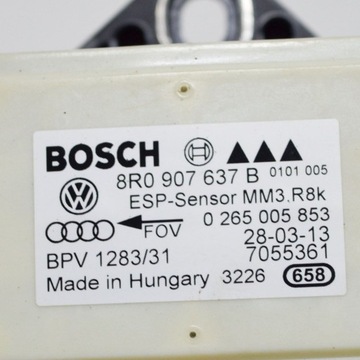 BOSCH
8R0 907 637 B 0101 005
ESP-Sensor MM3.R8k
FOV 0 265 005 853
28-03-13
BPV 1283/31 7055361
Made in Hungary 3226 658